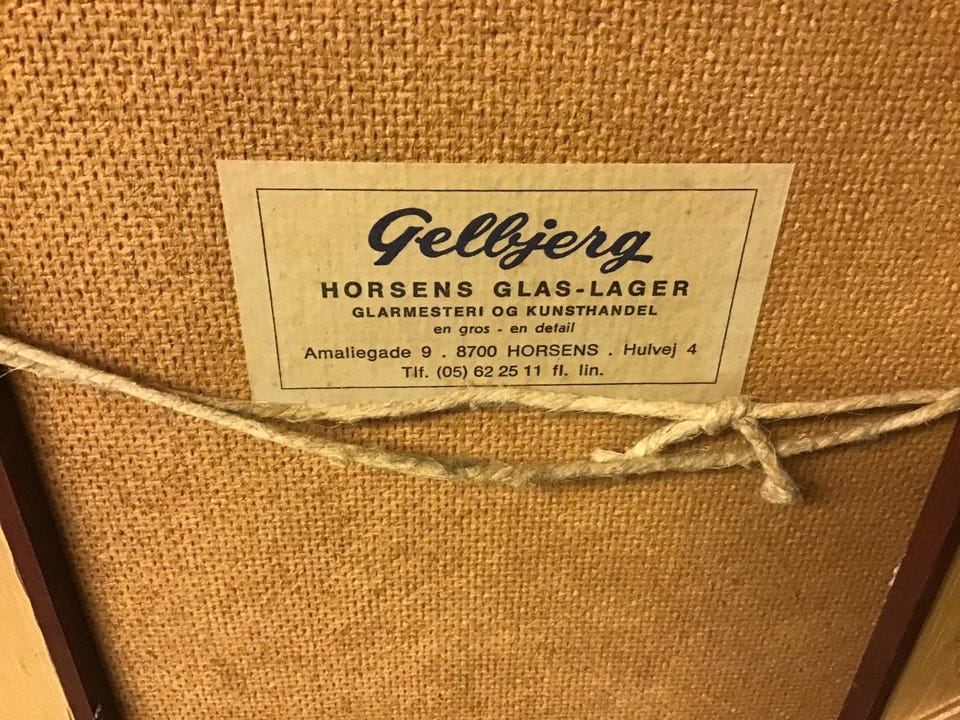 Gelbjerg
HORSENS GLAS-LAGER
GLARMESTERI OG KUNSTHANDEL
en gros - en detail
Amaliegade 9 . 8700 HORSENS . Hulvej 4
Tlf. (05) 62 25 11 fl. lin.